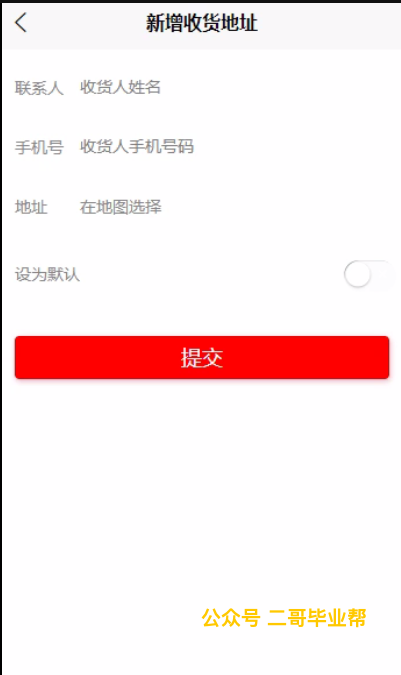 新增收货地址
联系人 收货人姓名
手机号 收货人手机号码
地址 在地图选择
设为默认
提交
公众号 二哥毕业帮